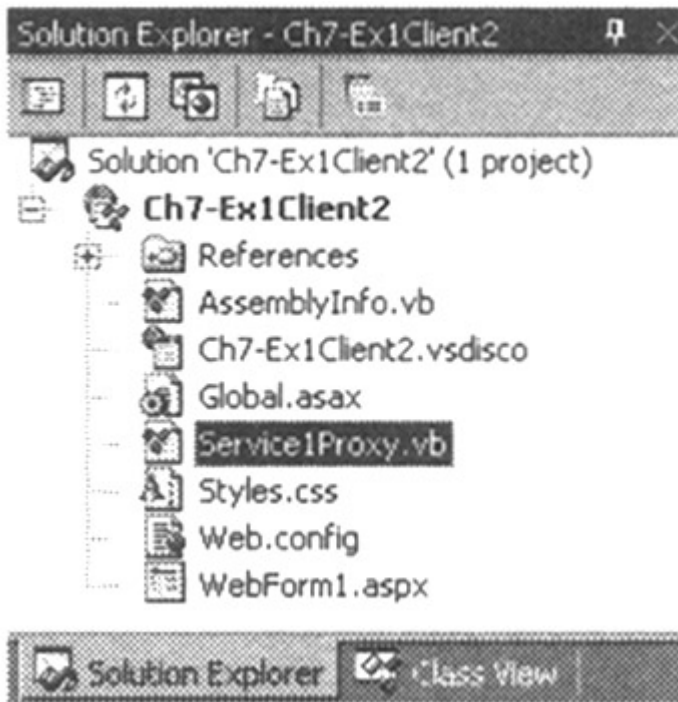 Solution Explorer - Ch7-Ex1Client2
Solution 'Ch7-Ex1Client2' (1 project)
Ch7-Ex1Client2
References
AssemblyInfo.vb
Ch7-Ex1Client2.vsdisco
Global.asax
Service1Proxy.vb
Styles.css
Web.config
WebForm1.aspx
Solution Explorer Class View